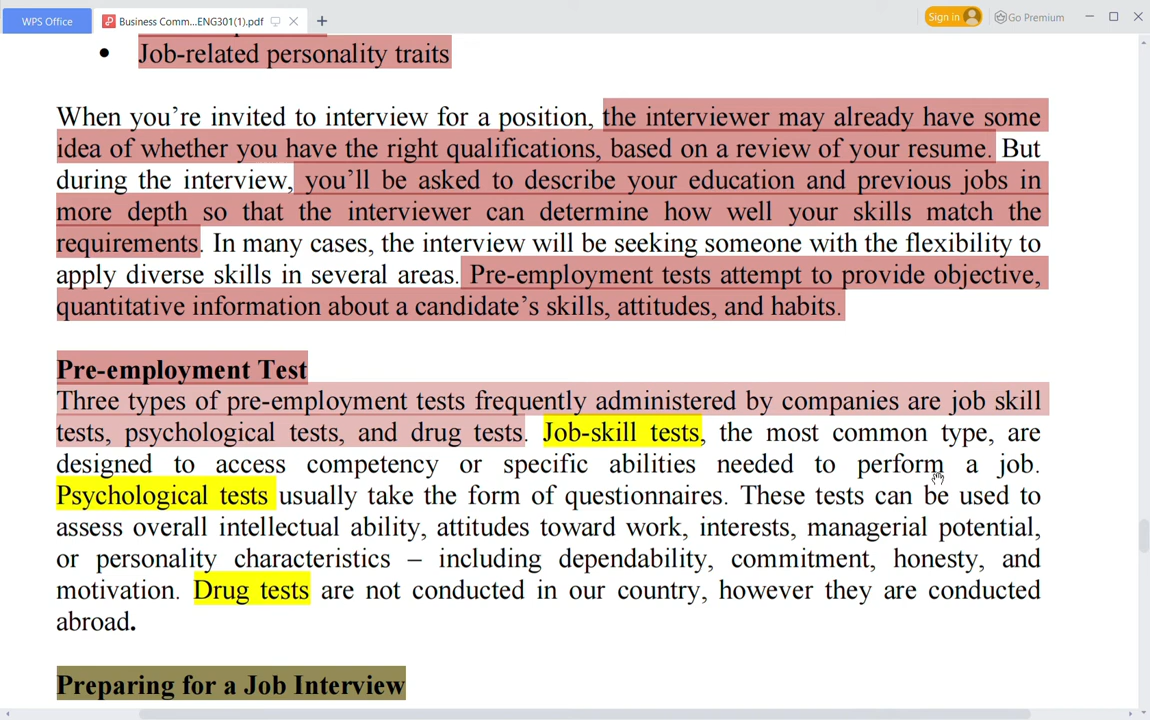 WPS Office
Business Comm...ENG301(1).pdf
Sign in
Go Premium
• Job-related personality traits
When you're invited to interview for a position, the interviewer may already have some
idea of whether you have the right qualifications, based on a review of your resume. But
during the interview, you'll be asked to describe your education and previous jobs in
more depth so that the interviewer can determine how well your skills match the
requirements. In many cases, the interview will be seeking someone with the flexibility to
apply diverse skills in several areas. Pre-employment tests attempt to provide objective,
quantitative information about a candidate's skills, attitudes, and habits.
Pre-employment Test
Three types of pre-employment tests frequently administered by companies are job skill
tests, psychological tests, and drug tests. Job-skill tests, the most common type, are
designed to access competency or specific abilities needed to perform a job.
Psychological tests usually take the form of questionnaires. These tests can be used to
assess overall intellectual ability, attitudes toward work, interests, managerial potential,
or personality characteristics – including dependability, commitment, honesty, and
motivation. Drug tests are not conducted in our country, however they are conducted
abroad.
Preparing for a Job Interview